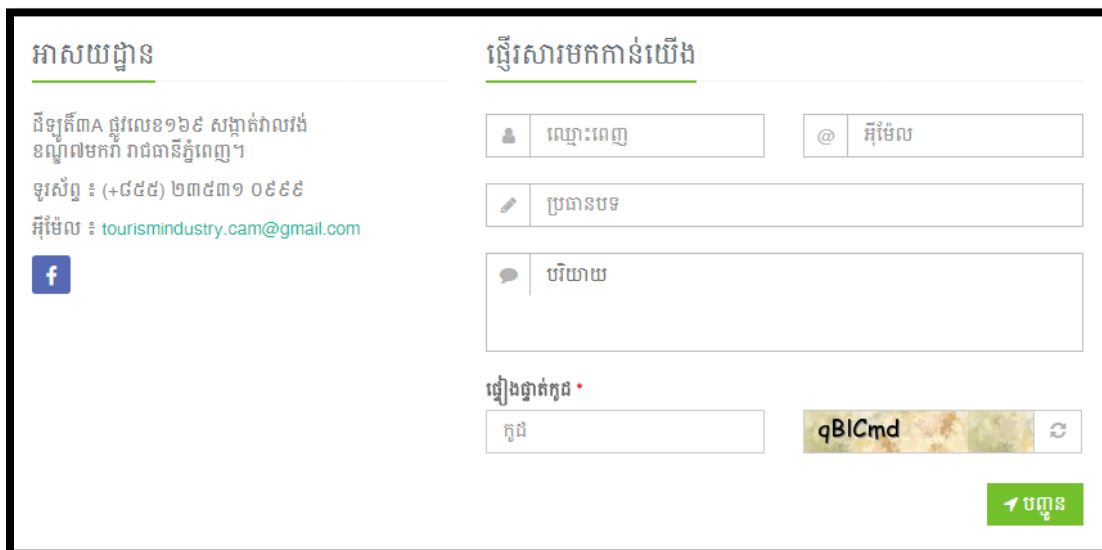 អាសយដ្ឋាន
ដីឡូតិ៍៣A ផ្លូវលេខ១៦៩ សង្កាត់វាលវង់
ខណ្ឌ៧មករា រាជធានីភ្នំពេញ។
ទូរស័ព្ទ ៖ (+៨៥៥) ២៣៥៣១ ០៩៩៩
អ៊ីម៉ែល ៖ tourismindustry.cam@gmail.com
f
ផ្ញើរសារមកកាន់យើង
ឈ្មោះពេញ
@ អ៊ីម៉ែល
ប្រធានបទ
បរិយាយ
ផ្ទៀងផ្ទាត់កូដ *
កូដ
qBlCmd
បញ្ជូន